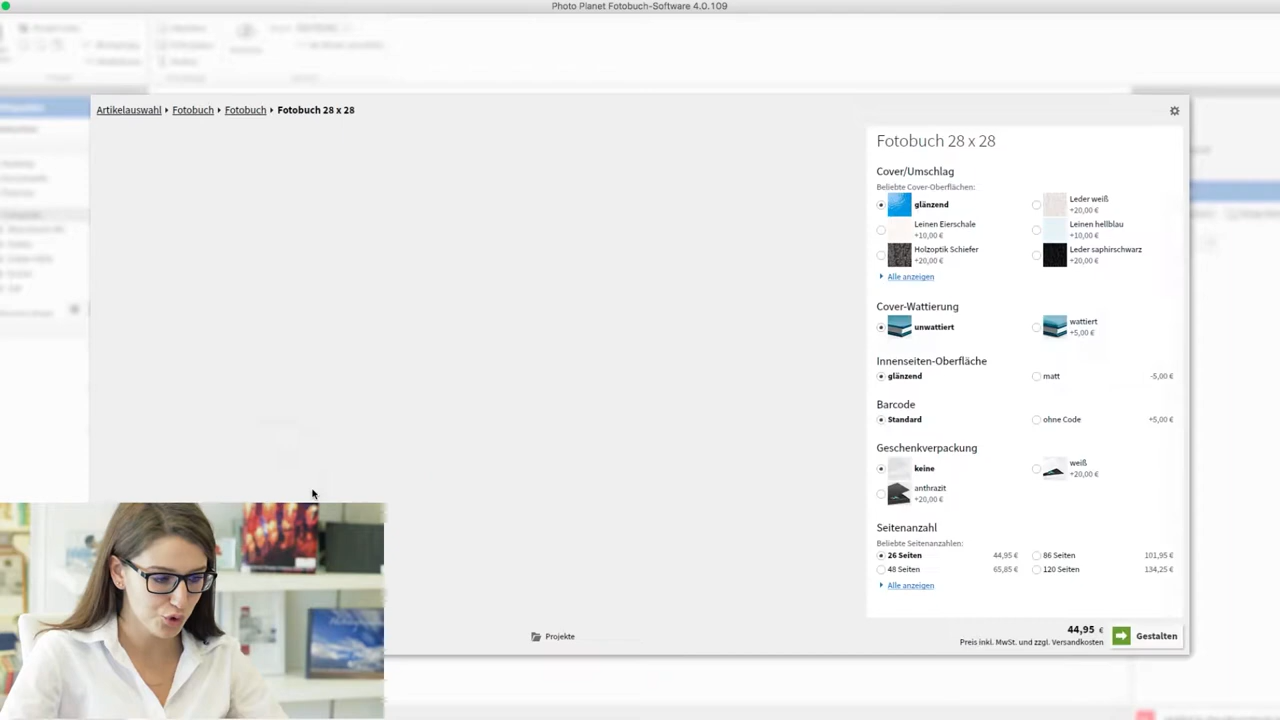 Photo Planet Fotobuch-Software 4.0.109
Artikelauswahl Fotobuch Fotobuch Fotobuch 28 x 28
Fotobuch 28 x 28
Cover/Umschlag
Beliebte Cover-Oberflächen:
glänzend
Leder weiß
+20,00 €
Leinen Eierschale
+10,00 €
Leinen hellblau
+10,00 €
Holzoptik Schiefer
+20,00 €
Leder saphirschwarz
+20,00 €
Alle anzeigen
Cover-Wattierung
unwattiert
wattiert
+5,00 €
Innenseiten-Oberfläche
glänzend matt -5,00 €
Barcode
Standard ohne Code +5,00 €
Geschenkverpackung
keine
weiß
+20,00 €
anthrazit
+20,00 €
Seitenanzahl
Beliebte Seitenanzahlen:
26 Seiten 44,95 € 86 Seiten 101,95 €
48 Seiten 65,85 € 120 Seiten 134,25 €
Alle anzeigen
Projekte
44,95 €
Preis inkl. MwSt. und zzgl. Versandkosten
Gestalten